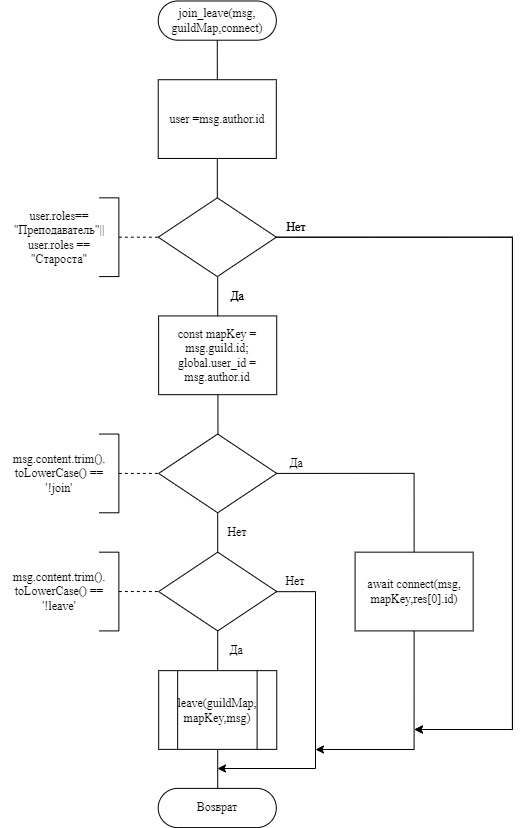 join_leave(msg,
guildMap,connect)
user =msg.author.id
user.roles==
"Преподаватель"||
user.roles ==
"Староста"
Нет
Да
const mapKey =
msg.guild.id;
global.user_id =
msg.author.id
msg.content.trim().
toLowerCase() ==
'!join'
Да
Нет
msg.content.trim().
toLowerCase() ==
'!leave'
Нет
await connect(msg,
mapKey,res[0].id)
Да
leave(guildMap,
mapKey,msg)
Возврат